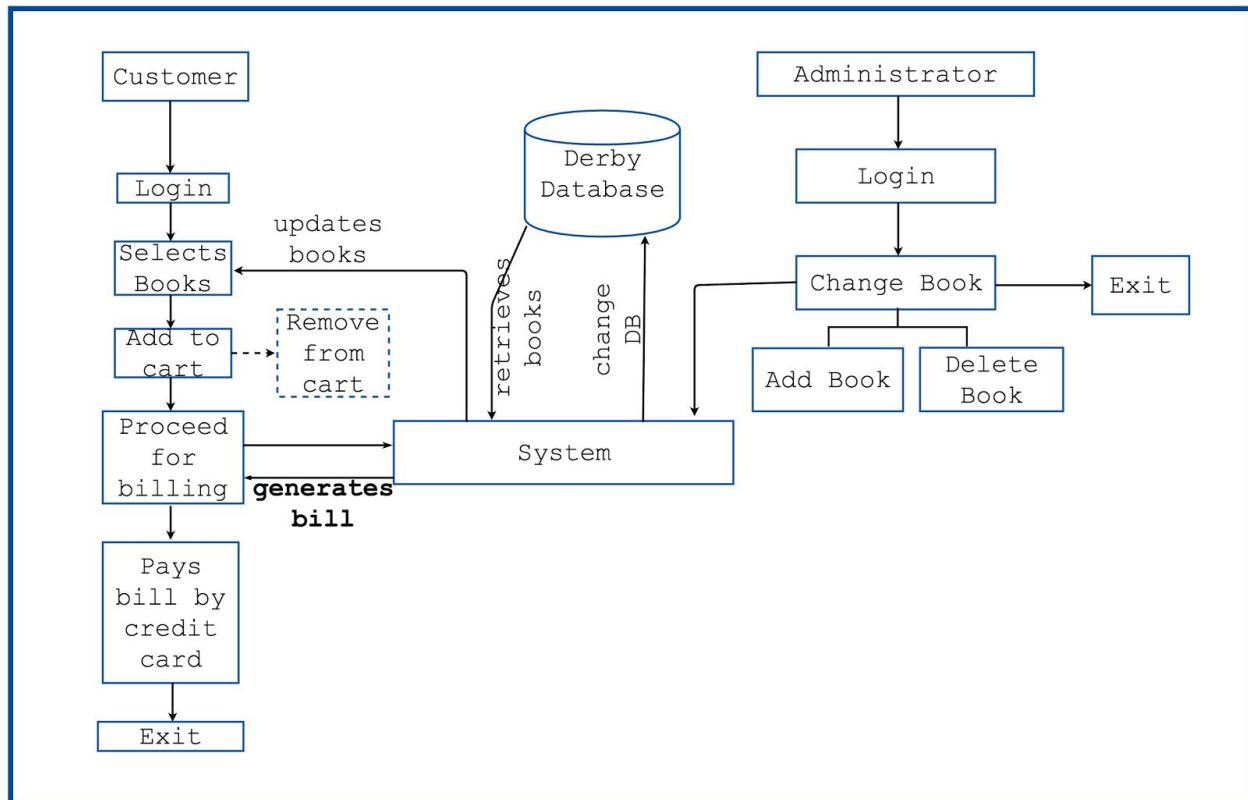 Customer
Login
Selects
Books
Add to
cart
Remove
from
cart
Proceed
for
billing
Pays
bill by
credit
card
Exit
updates
books
Derby
Database
retrieves
books
change
DB
System
generates
bill
Administrator
Login
Change Book
Exit
Add Book
Delete
Book